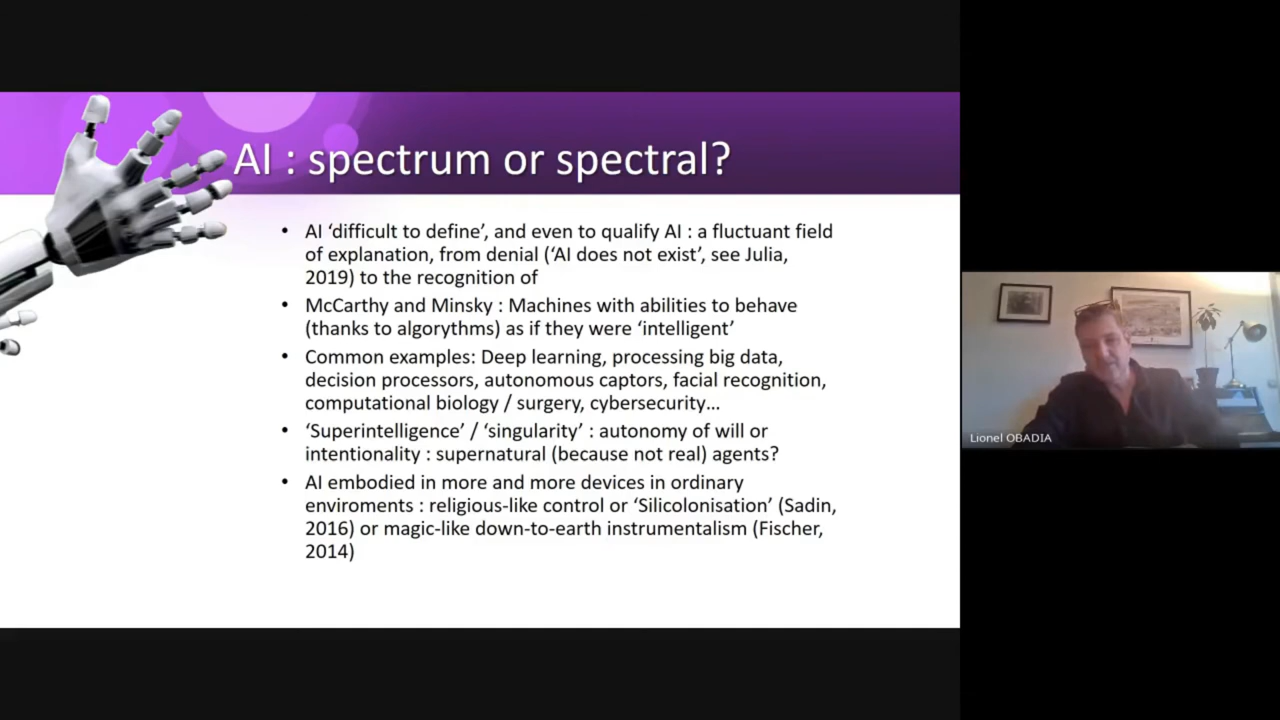 AI : spectrum or spectral?
• AI ‘difficult to define’, and even to qualify AI : a fluctuant field
of explanation, from denial (‘AI does not exist’, see Julia,
2019) to the recognition of
• McCarthy and Minsky : Machines with abilities to behave
(thanks to algorythms) as if they were ‘intelligent’
• Common examples: Deep learning, processing big data,
decision processors, autonomous captors, facial recognition,
computational biology / surgery, cybersecurity…
• ‘Superintelligence’ / ‘singularity’ : autonomy of will or
intentionality : supernatural (because not real) agents?
• AI embodied in more and more devices in ordinary
enviroments : religious-like control or ‘Silicolonisation’ (Sadin,
2016) or magic-like down-to-earth instrumentalism (Fischer,
2014)
Lionel OBADIA